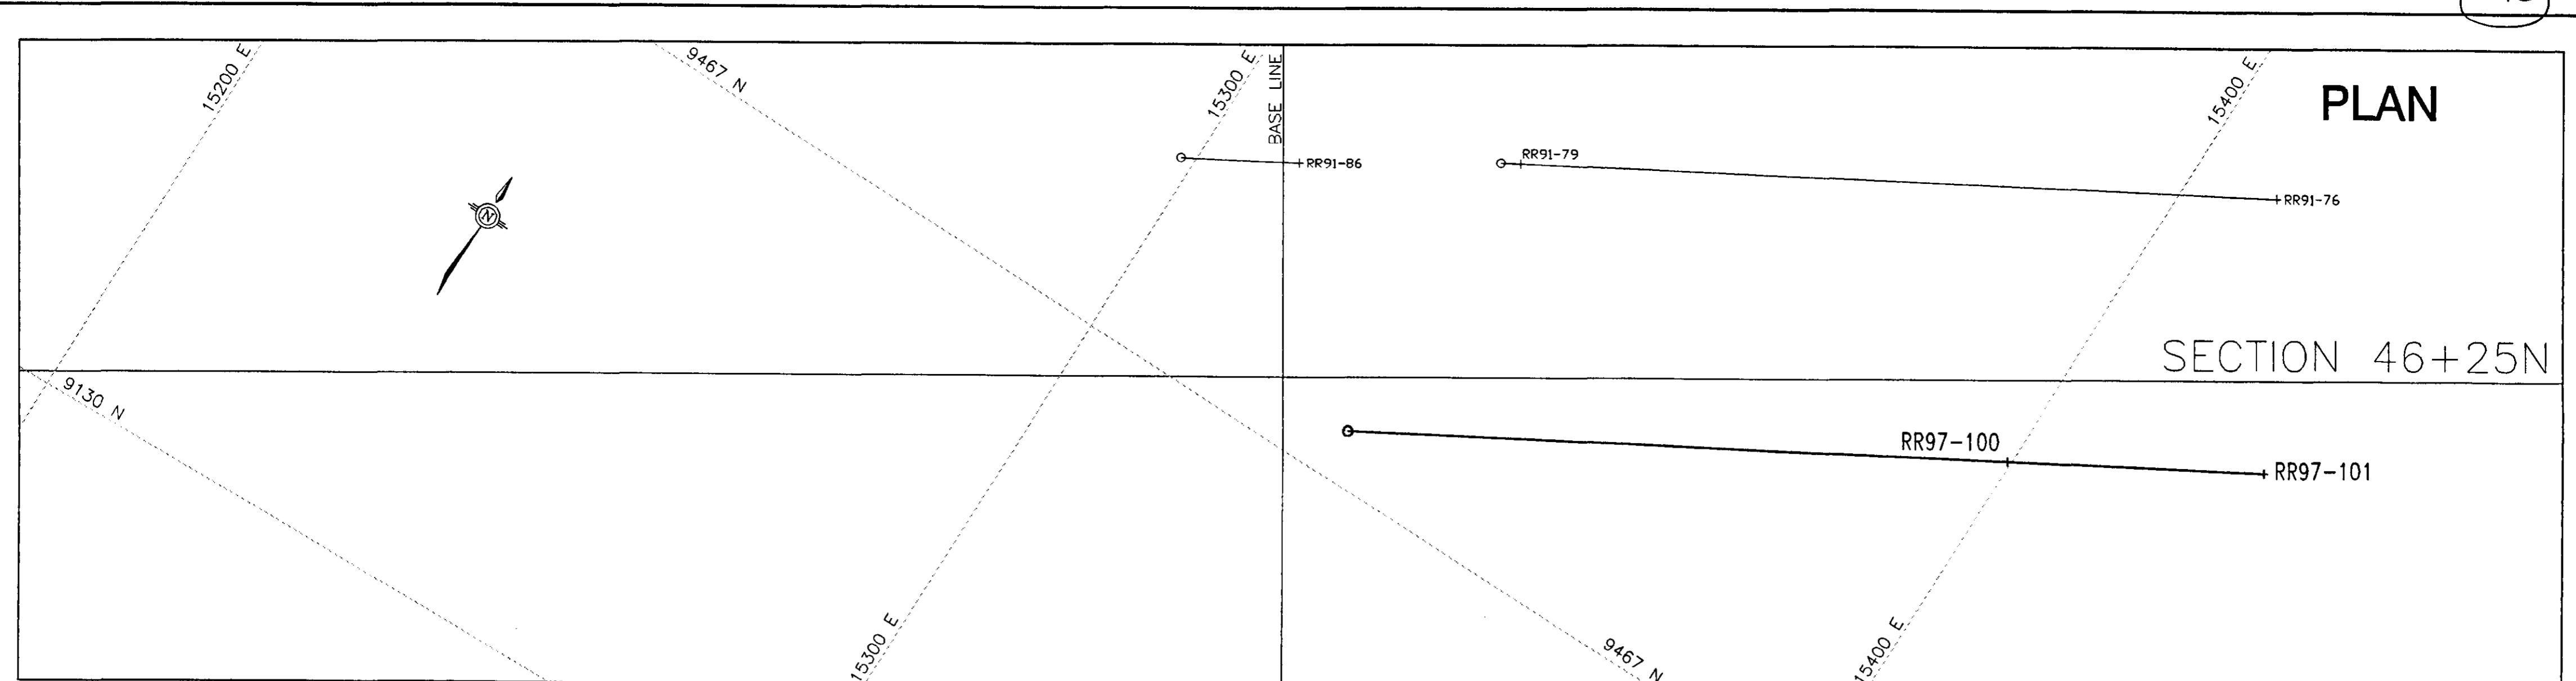 15200 E
9467 N
15300 E
BASE LINE
15400 E
PLAN
RR91-86
RR91-79
RR91-76
N
SECTION 46+25N
9130 N
RR97-100
RR97-101
15300 E
9467 N
15400 E